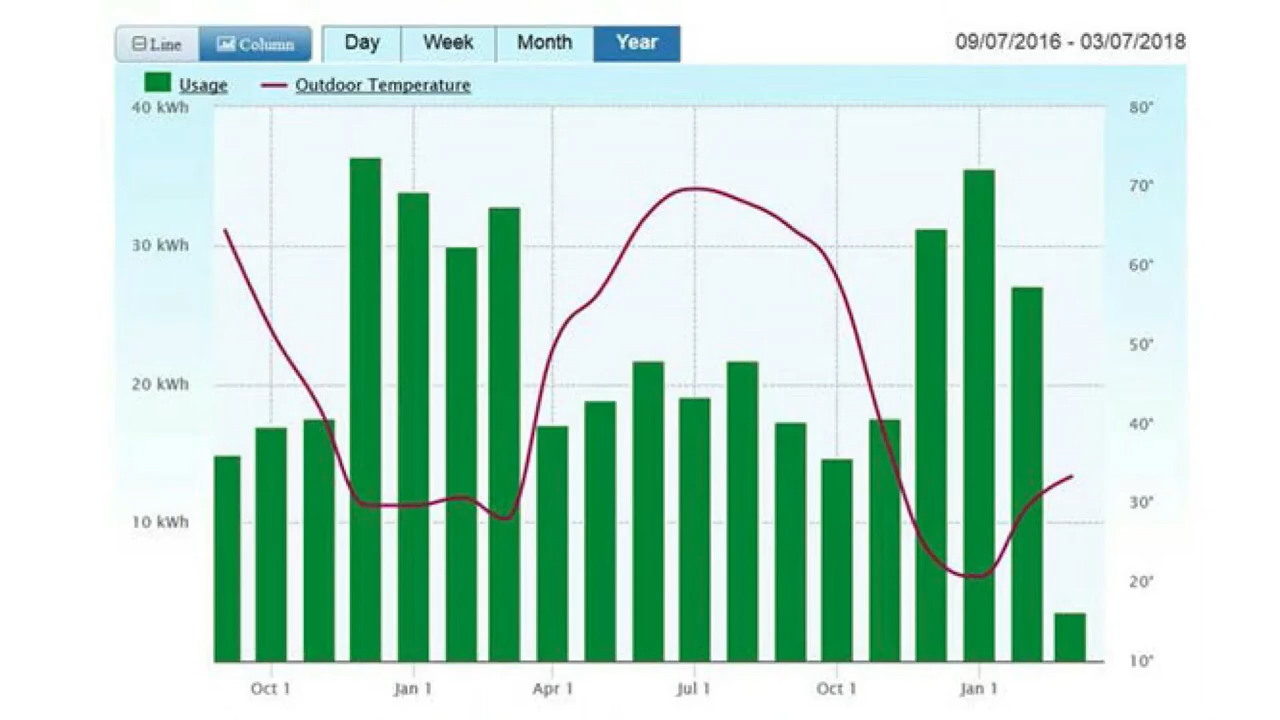 Line Column Day Week Month Year 09/07/2016 - 03/07/2018
Usage Outdoor Temperature
40 kWh 80°
70°
30 kWh
60°
50°
20 kWh
40°
30°
10 kWh
20°
10°
Oct 1 Jan 1 Apr 1 Jul 1 Oct 1 Jan 1